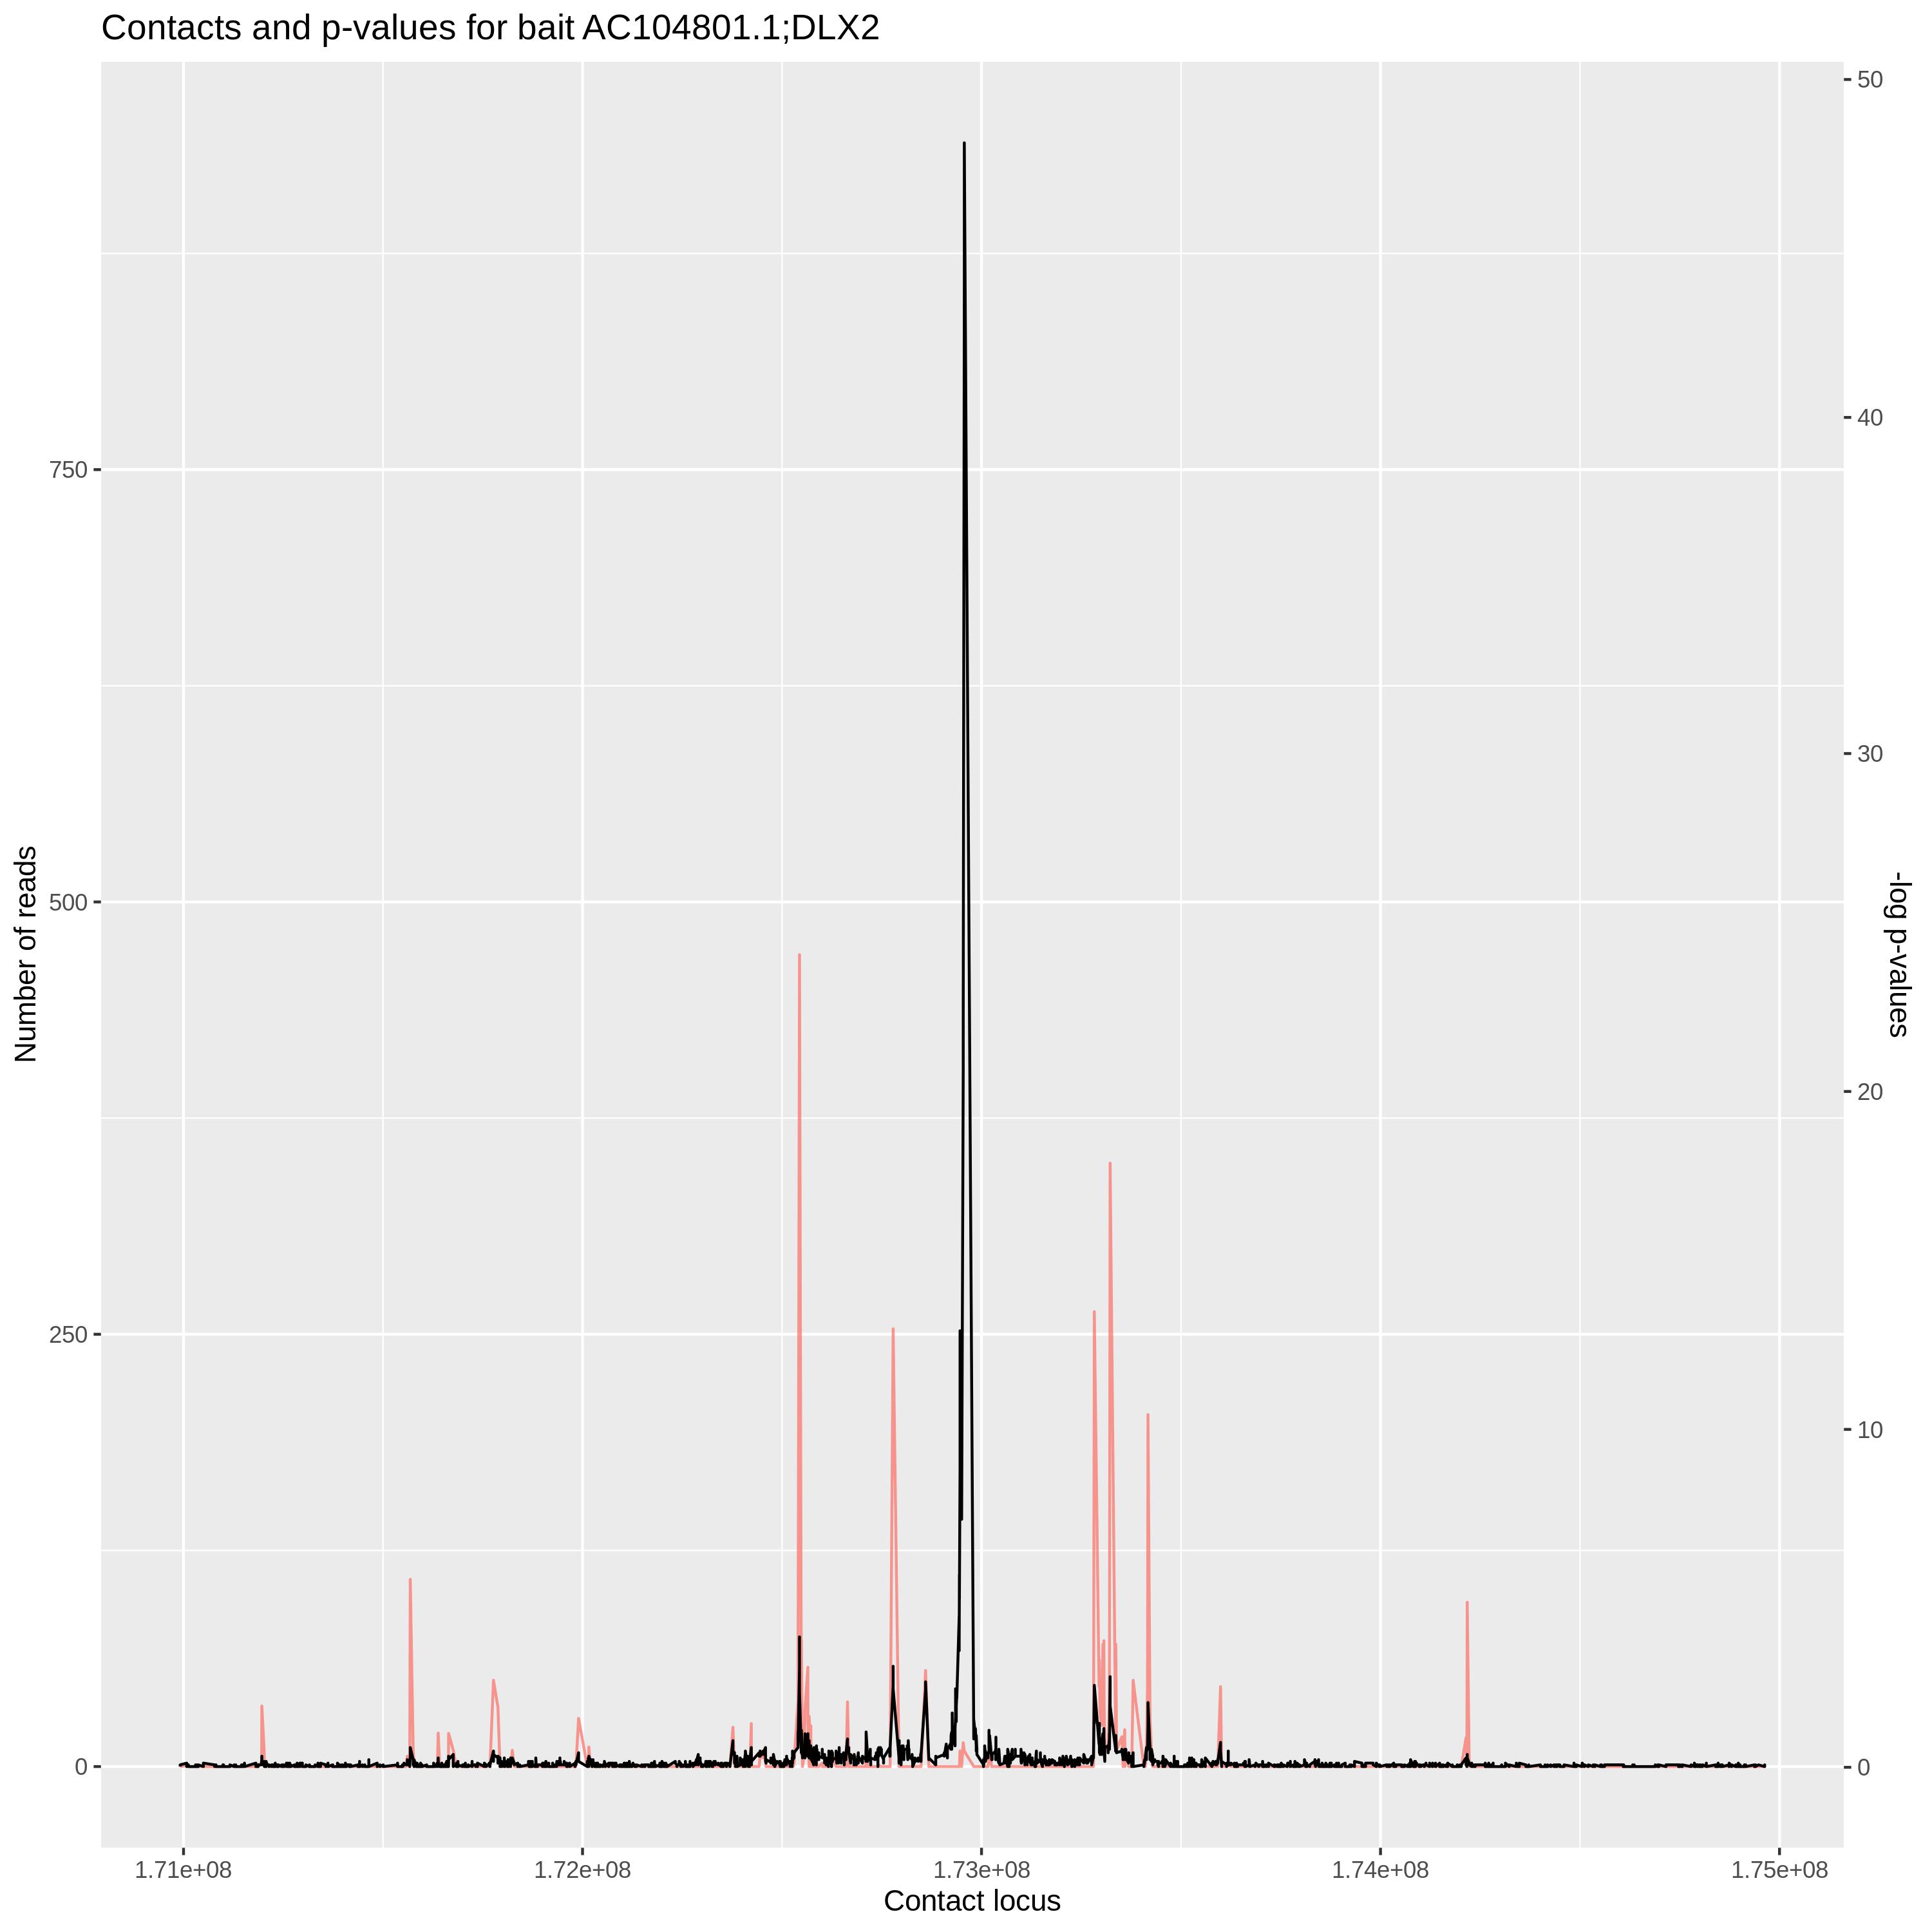 Contacts and p-values for bait AC104801.1;DLX2
Number of reads
750
500
250
0
50
40
30
20
10
0
-log p-values
1.71e+08 1.72e+08 1.73e+08 1.74e+08 1.75e+08
Contact locus